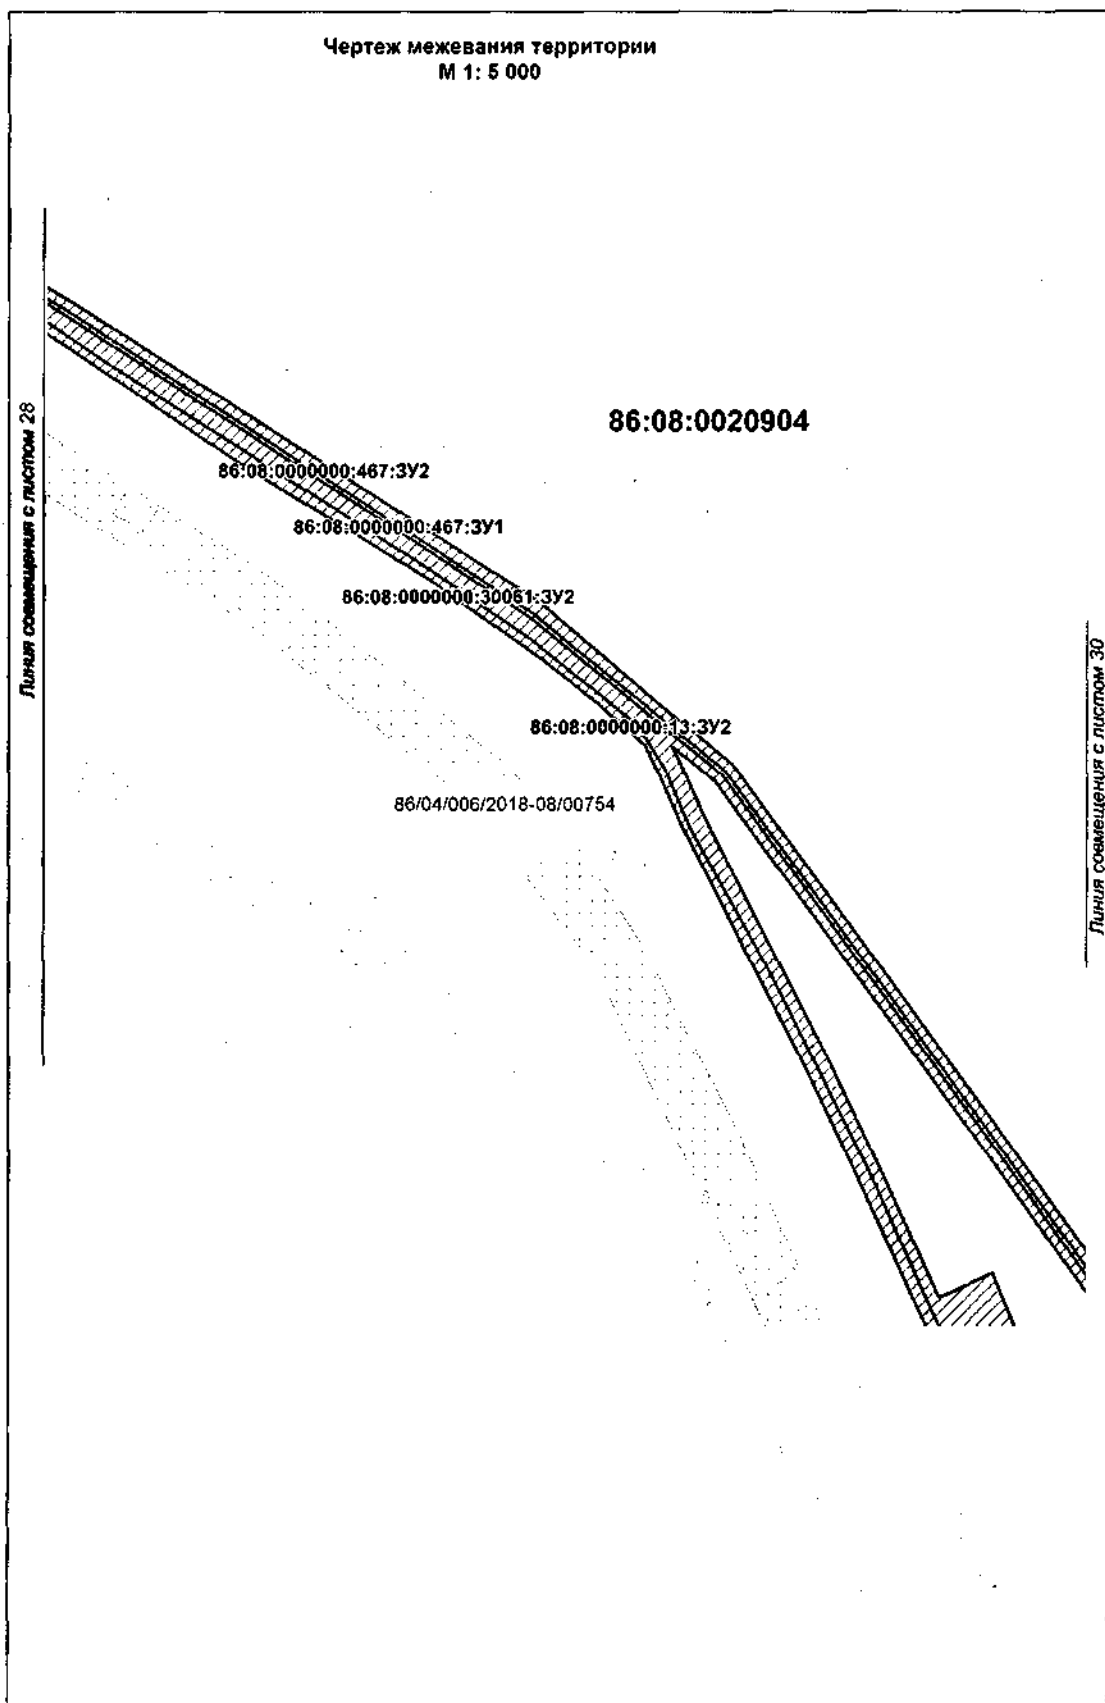 Чертеж межевания территории
М 1: 5 000
Линия совмещения с листом 28
86:08:0020904
86:08:0000000:467:ЗУ2
86:08:0000000:467:ЗУ1
86:08:0000000:30061:ЗУ2
86:08:0000000:13:ЗУ2
86/04/006/2018-08/00754
Линия совмещения с листом 30